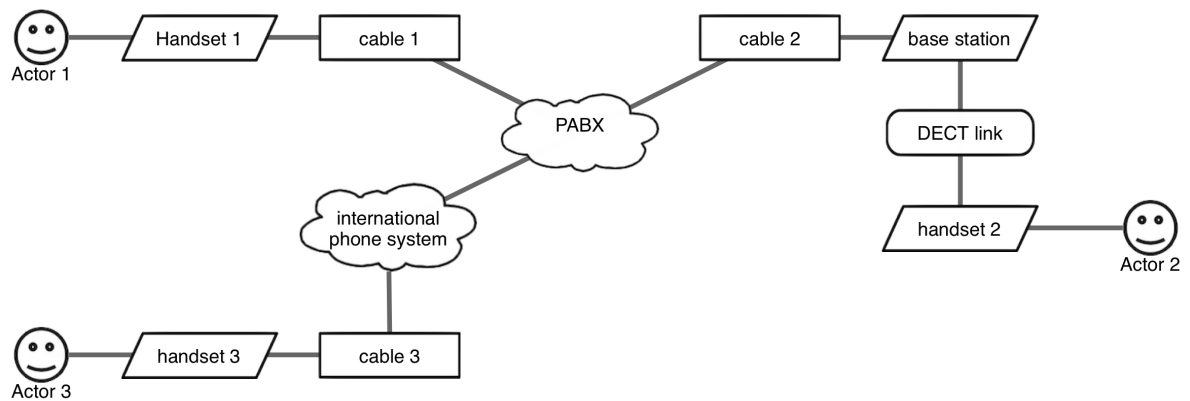 Handset 1
cable 1
cable 2
base station
Actor 1
PABX
DECT link
international
phone system
handset 2
Actor 2
handset 3
cable 3
Actor 3